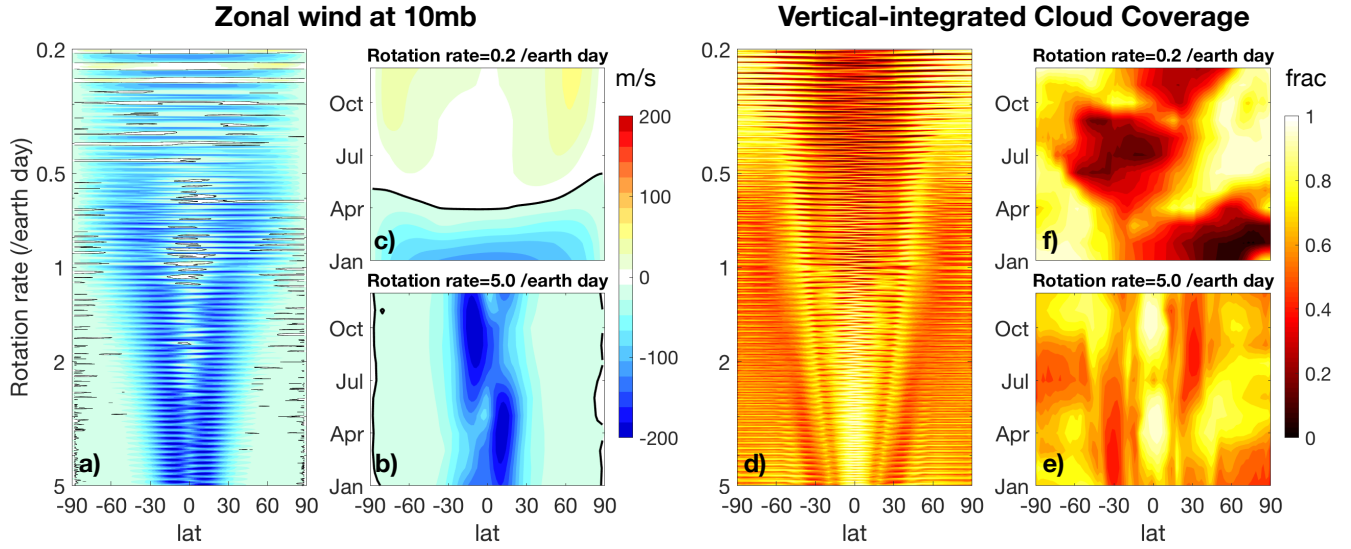 Zonal wind at 10mb
Vertical-integrated Cloud Coverage
Rotation rate (/earth day)
0.2
0.5
1
2
5
a)
-90 -60 -30 0 30 60 90
lat
Rotation rate=0.2 /earth day
Oct
Jul
Apr
Jan
c)
Rotation rate=5.0 /earth day
Oct
Jul
Apr
Jan
b)
-90 -60 -30 0 30 60 90
lat
m/s
200
100
0
-100
-200
0.2
0.5
1
2
5
d)
-90 -60 -30 0 30 60 90
lat
Rotation rate=0.2 /earth day
Oct
Jul
Apr
Jan
f)
Rotation rate=5.0 /earth day
Oct
Jul
Apr
Jan
e)
-90 -60 -30 0 30 60 90
lat
frac
1
0.8
0.6
0.4
0.2
0